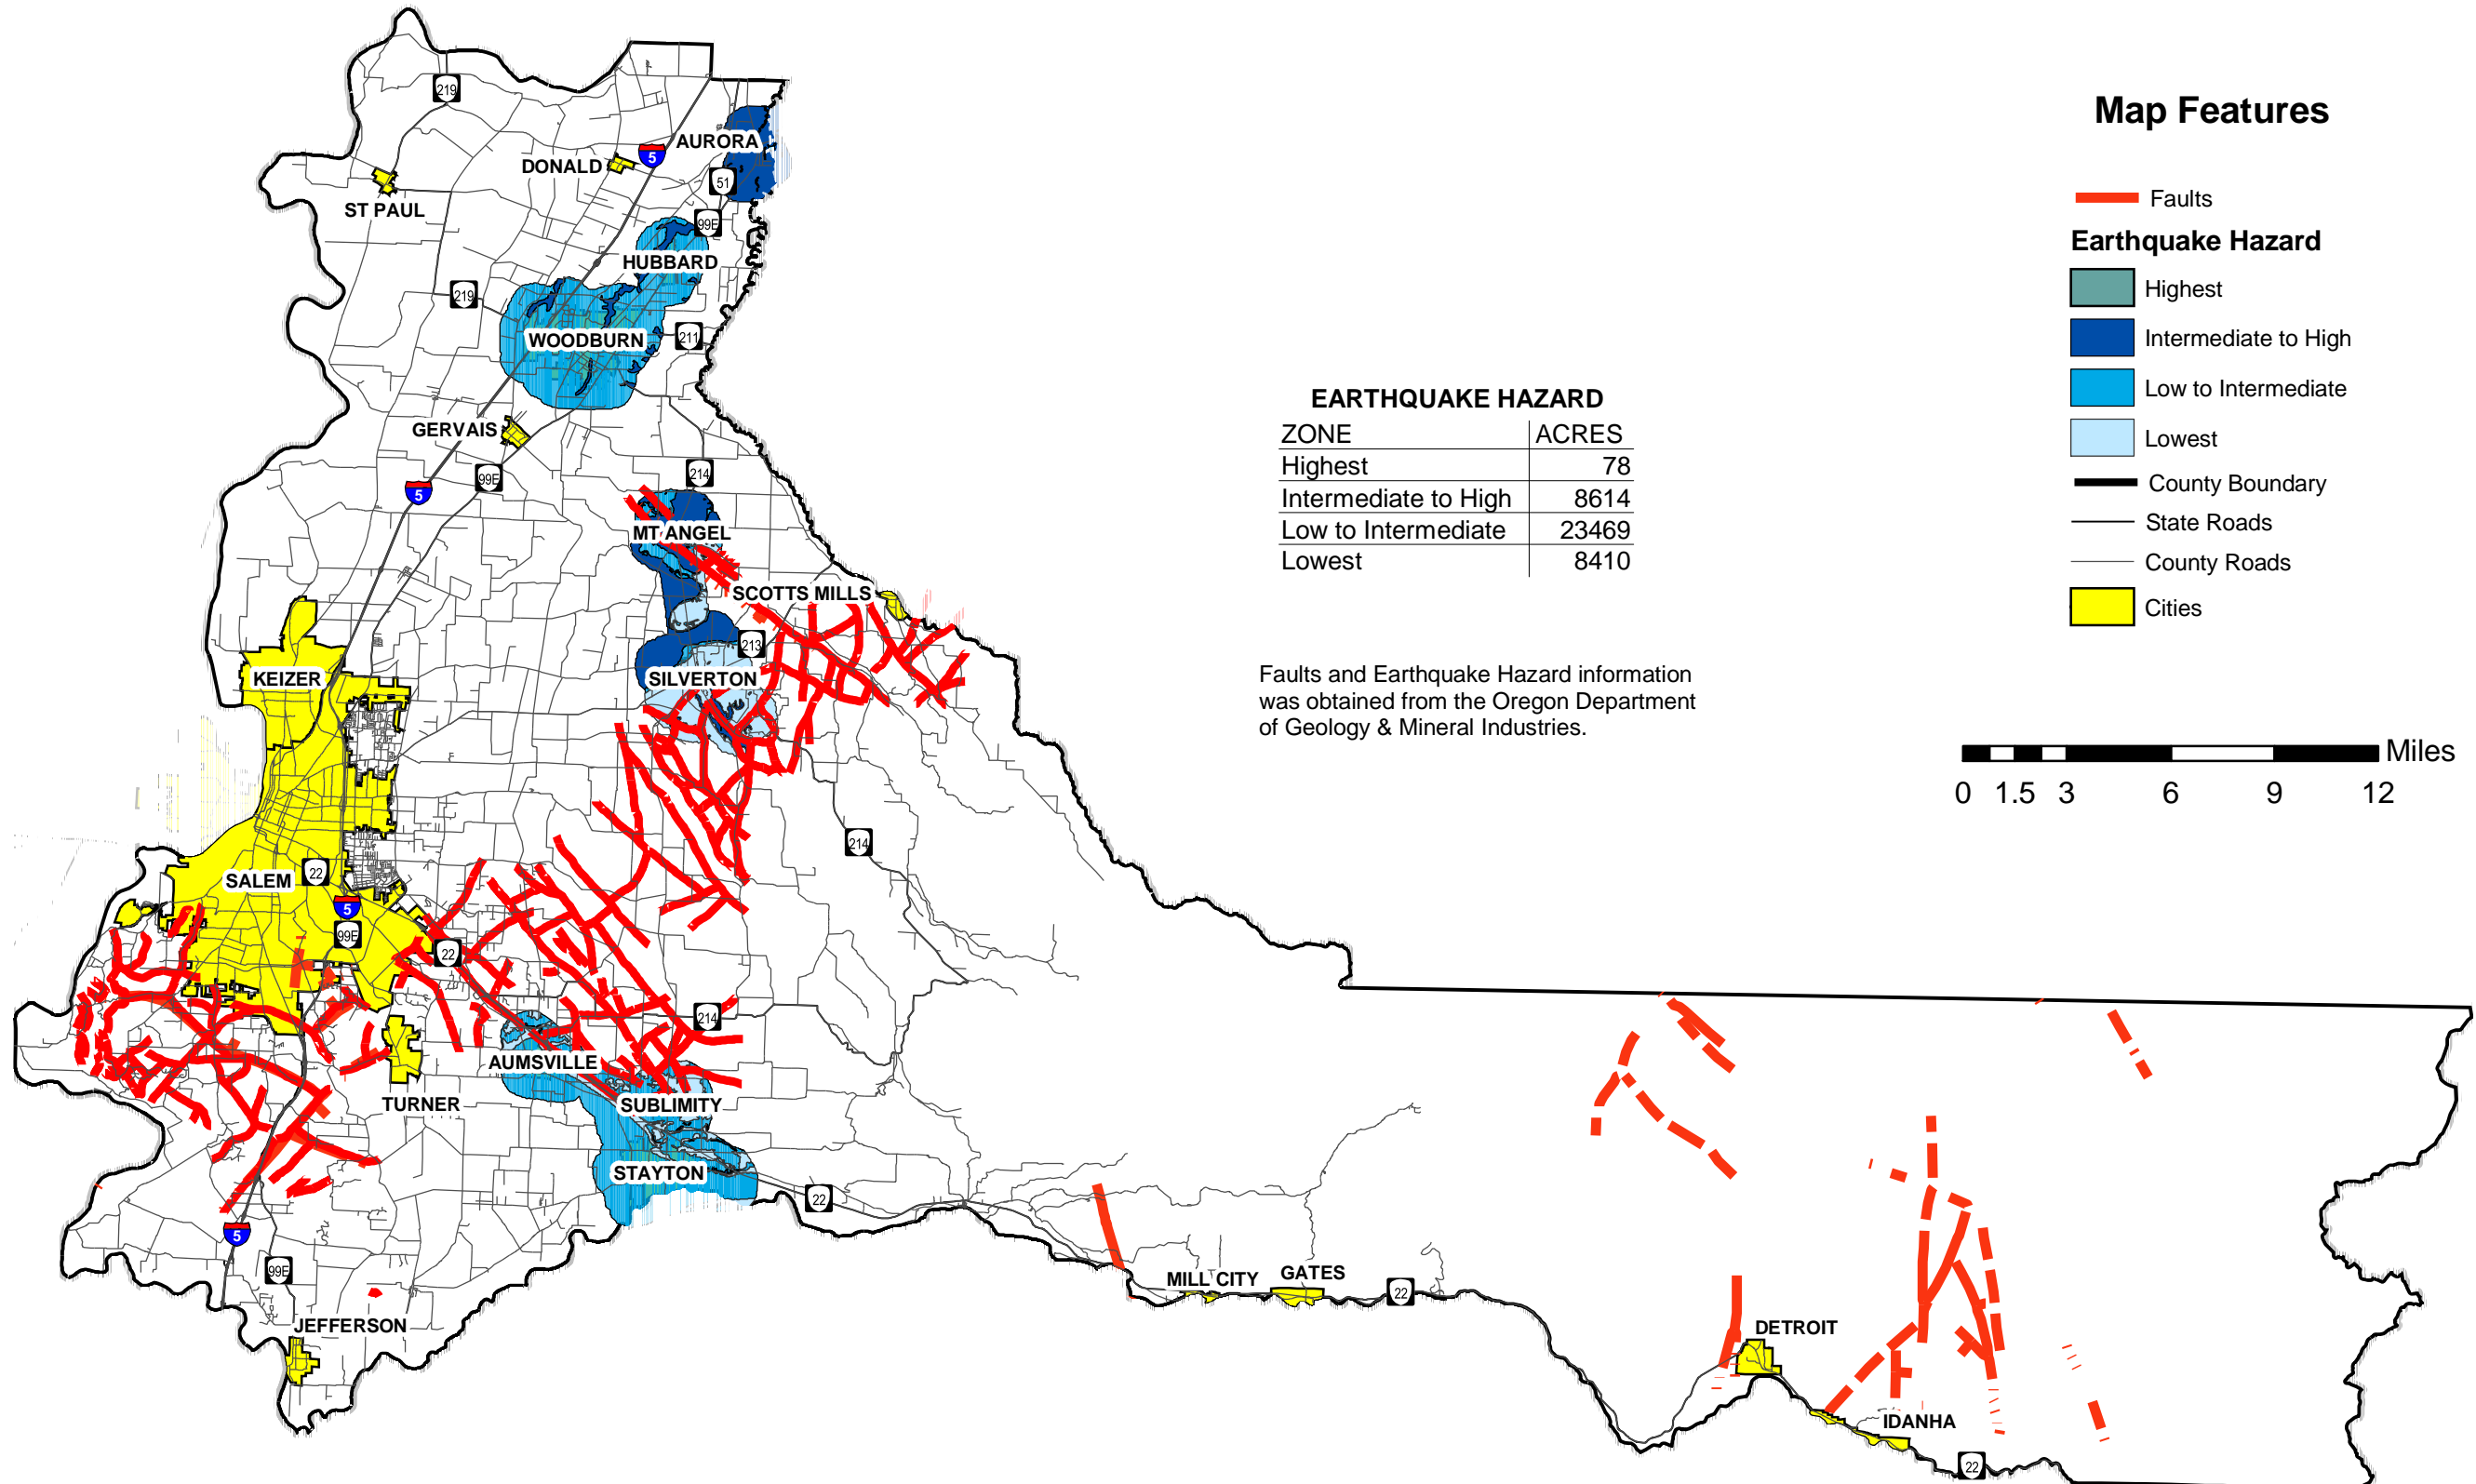 Map Features
Faults
Earthquake Hazard
Highest
Intermediate to High
Low to Intermediate
Lowest
County Boundary
State Roads
County Roads
Cities
EARTHQUAKE HAZARD
ZONE ACRES
Highest 78
Intermediate to High 8614
Low to Intermediate 23469
Lowest 8410
Faults and Earthquake Hazard information
was obtained from the Oregon Department
of Geology & Mineral Industries.
Miles
0 1.5 3 6 9 12
219
AURORA
5
DONALD
51
ST PAUL
99E
HUBBARD
219
211
WOODBURN
GERVAIS
214
99E
5
MT ANGEL
SCOTTS MILLS
213
KEIZER
SILVERTON
214
22
SALEM
5
99E
22
214
AUMSVILLE
TURNER
SUBLIMITY
STAYTON
22
5
99E
MILL CITY
GATES
22
JEFFERSON
DETROIT
IDANHA
22